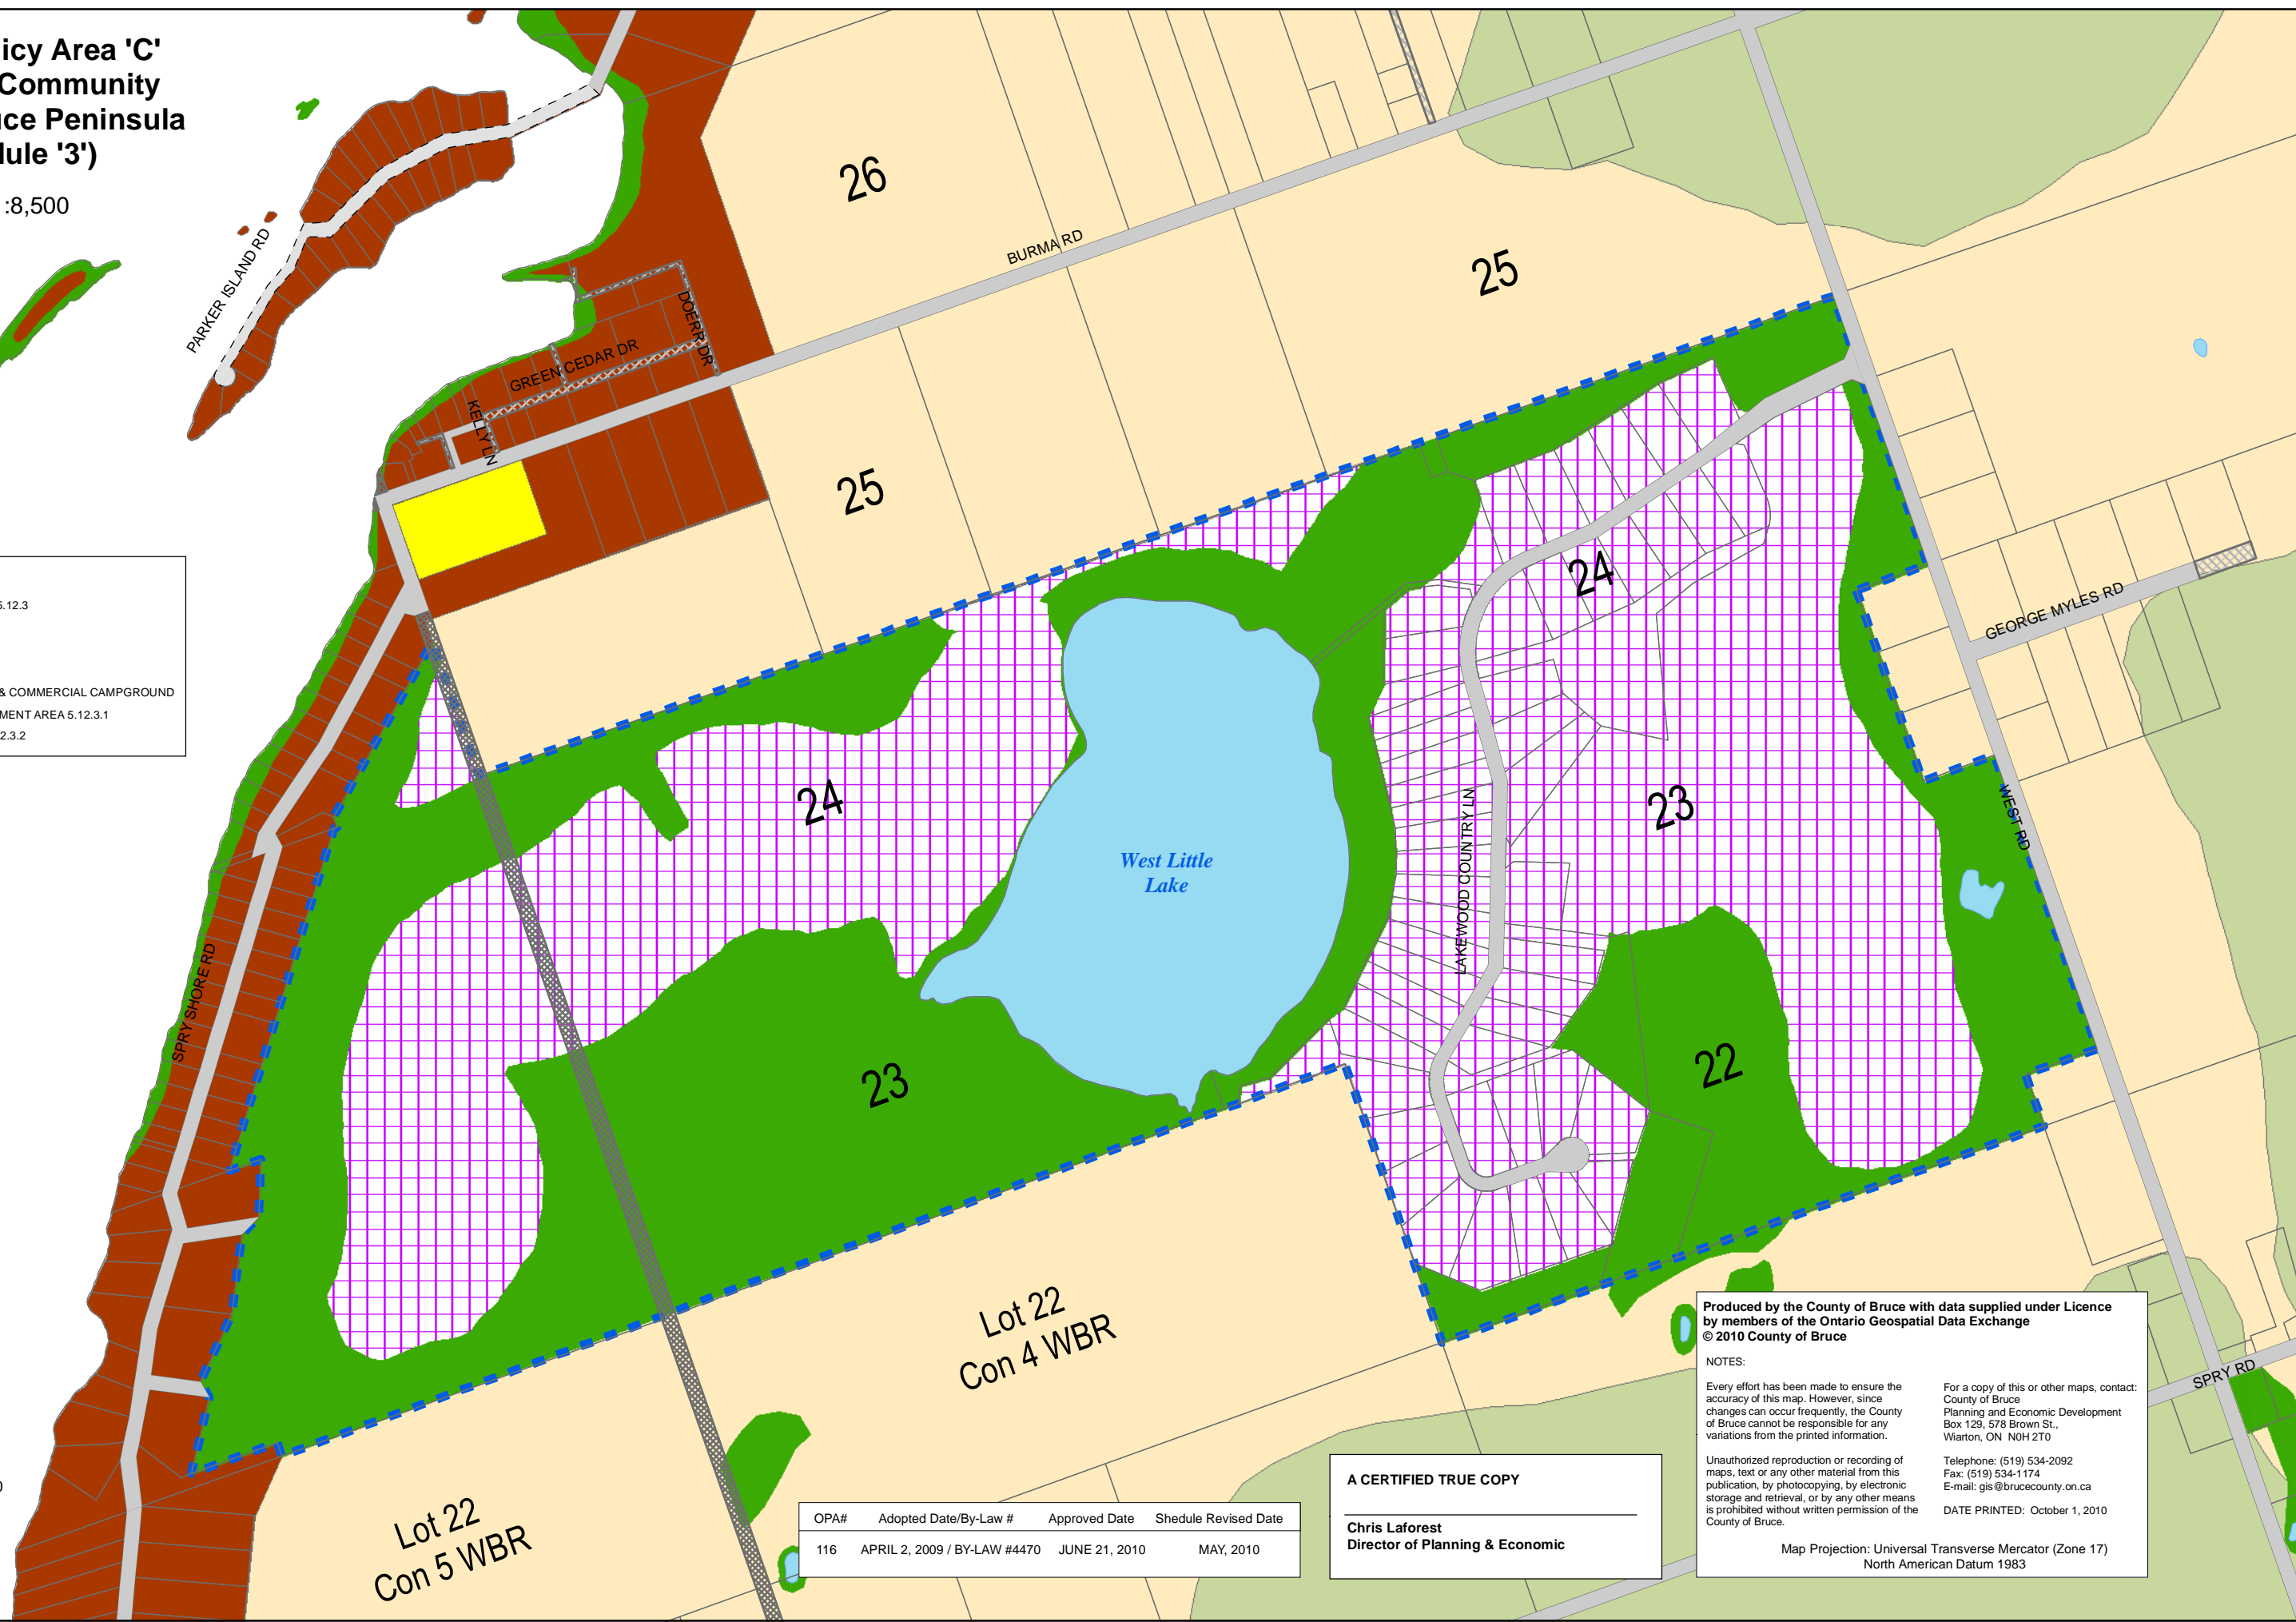 icy Area 'C'
Community
ce Peninsula
ule '3')
:8,500
5.12.3
& COMMERCIAL CAMPGROUND
MENT AREA 5.12.3.1
2.3.2
PARKER ISLAND RD
GREEN CEDAR DR
DOERR DR
KELLY LN
BURMA RD
26
25
25
24
24
23
23
22
West Little
Lake
LAKEWOOD COUNTRY LN
GEORGE MYLES RD
WEST RD
SPRY SHORE RD
SPRY RD
Lot 22
Con 4 WBR
Lot 22
Con 5 WBR
OPA# Adopted Date/By-Law # Approved Date Shedule Revised Date
116 APRIL 2, 2009 / BY-LAW #4470 JUNE 21, 2010 MAY, 2010
A CERTIFIED TRUE COPY
Chris Laforest
Director of Planning & Economic
Produced by the County of Bruce with data supplied under Licence
by members of the Ontario Geospatial Data Exchange
© 2010 County of Bruce
NOTES:
Every effort has been made to ensure the
accuracy of this map. However, since
changes can occur frequently, the County
of Bruce cannot be responsible for any
variations from the printed information.
Unauthorized reproduction or recording of
maps, text or any other material from this
publication, by photocopying, by electronic
storage and retrieval, or by any other means
is prohibited without written permission of the
County of Bruce.
For a copy of this or other maps, contact:
County of Bruce
Planning and Economic Development
Box 129, 578 Brown St.,
Wiarton, ON N0H 2T0
Telephone: (519) 534-2092
Fax: (519) 534-1174
E-mail: gis@brucecounty.on.ca
DATE PRINTED: October 1, 2010
Map Projection: Universal Transverse Mercator (Zone 17)
North American Datum 1983